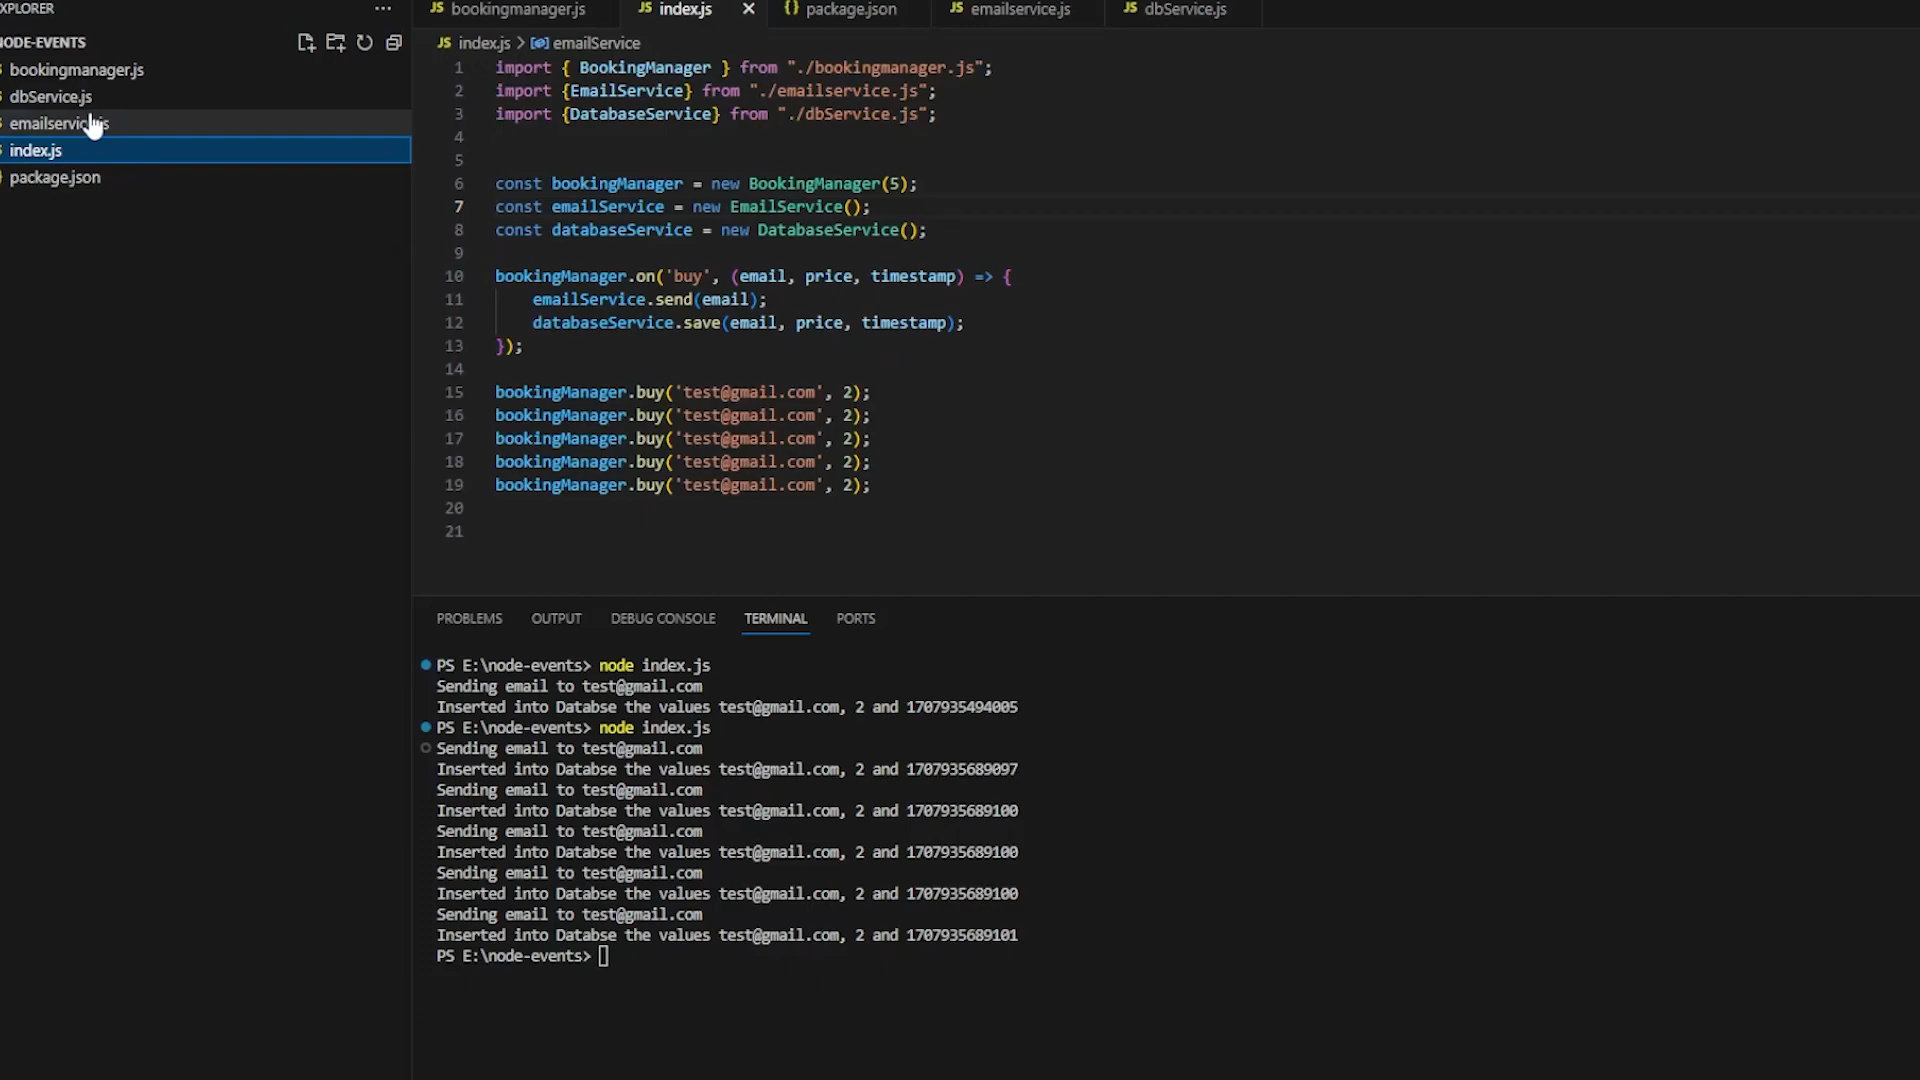 XPLORER
NODE-EVENTS
bookingmanager.js
dbService.js
index.js
package.json
JS bookingmanager.js
JS index.js
{} package.json
JS emailservice.js
JS dbService.js
JS index.js > emailService
1 import { BookingManager } from "./bookingmanager.js";
2 import {EmailService} from "./emailservice.js";
3 import {DatabaseService} from "./dbService.js";
4
5
6 const bookingManager = new BookingManager(5);
7 const emailService = new EmailService();
8 const databaseService = new DatabaseService();
9
10 bookingManager.on('buy', (email, price, timestamp) => {
11 emailService.send(email);
12 databaseService.save(email, price, timestamp);
13 });
14
15 bookingManager.buy('test@gmail.com', 2);
16 bookingManager.buy('test@gmail.com', 2);
17 bookingManager.buy('test@gmail.com', 2);
18 bookingManager.buy('test@gmail.com', 2);
19 bookingManager.buy('test@gmail.com', 2);
20
21
PROBLEMS OUTPUT DEBUG CONSOLE TERMINAL PORTS
PS E:\node-events> node index.js
Sending email to test@gmail.com
Inserted into Databse the values test@gmail.com, 2 and 1707935494005
PS E:\node-events> node index.js
Sending email to test@gmail.com
Inserted into Databse the values test@gmail.com, 2 and 1707935689097
Sending email to test@gmail.com
Inserted into Databse the values test@gmail.com, 2 and 1707935689100
Sending email to test@gmail.com
Inserted into Databse the values test@gmail.com, 2 and 1707935689100
Sending email to test@gmail.com
Inserted into Databse the values test@gmail.com, 2 and 1707935689100
Sending email to test@gmail.com
Inserted into Databse the values test@gmail.com, 2 and 1707935689101
PS E:\node-events>